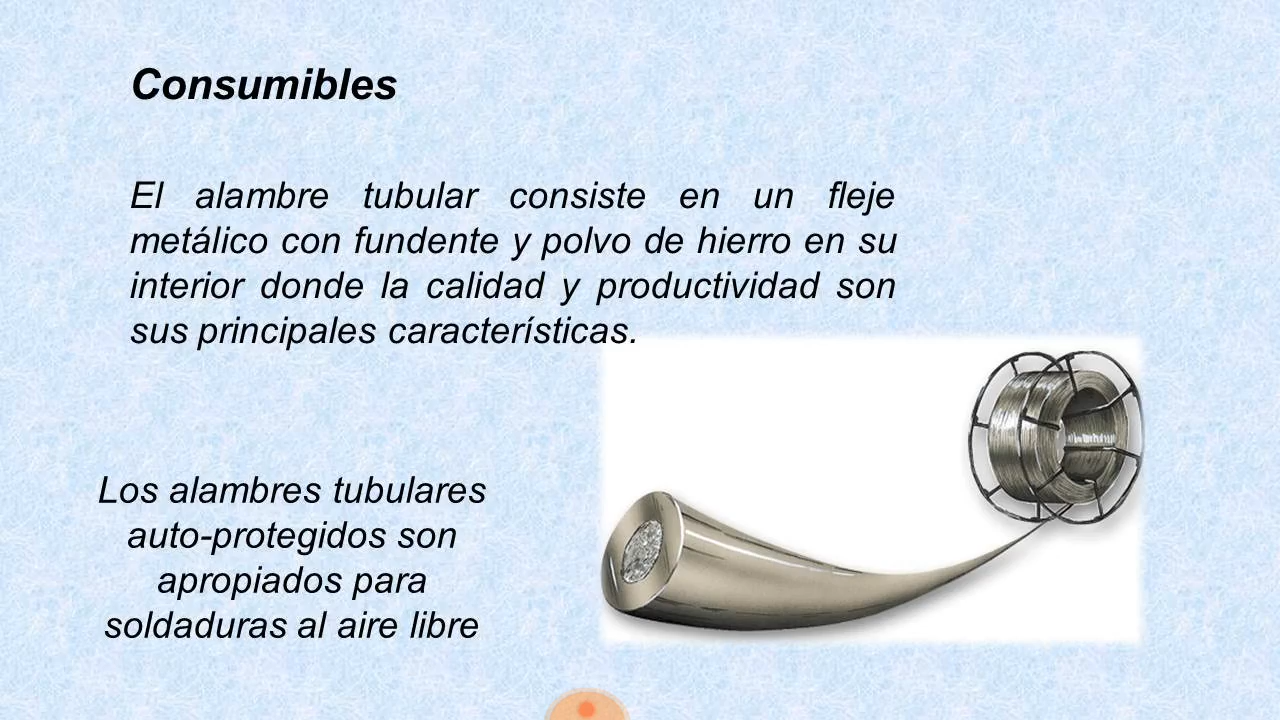 Consumibles
El alambre tubular consiste en un fleje
metálico con fundente y polvo de hierro en su
interior donde la calidad y productividad son
sus principales características.
Los alambres tubulares
auto-protegidos son
apropiados para
soldaduras al aire libre